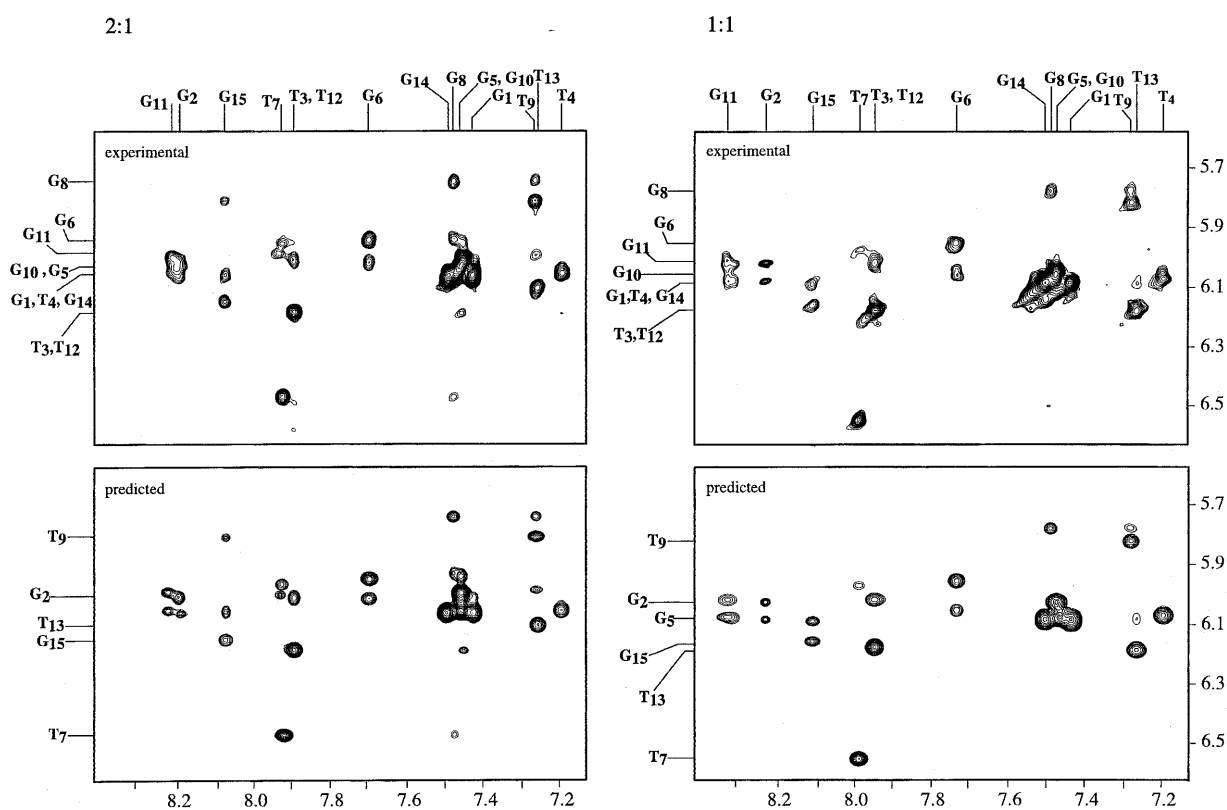 2:1
1:1
G14 G8 G5, G10 T13
G11 G2 G15 T7 T3, T12 G6 G1 T9 T4
G14 G8 G5, G10 T13
G11 G2 G15 T7 T3, T12 G6 G1 T9 T4
experimental
G8
G6
G11
G10, G5
G1, T4, G14
T3,T12
experimental
G8
G6
G11
G10
G1,T4, G14
T3,T12
5.7
5.9
6.1
6.3
6.5
predicted
T9
G2
T13
G15
T7
predicted
T9
G2
G5
G15
T13
T7
5.7
5.9
6.1
6.3
6.5
8.2 8.0 7.8 7.6 7.4 7.2
8.2 8.0 7.8 7.6 7.4 7.2